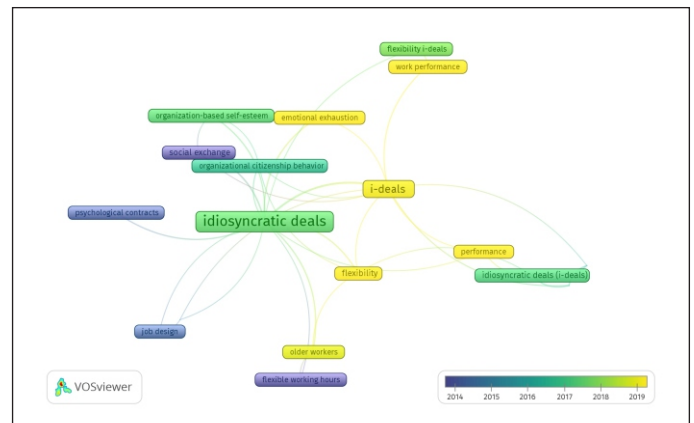 flexibility i-deals
work performance
organization-based self-esteem
emotional exhaustion
social exchange
organizational citizenship behavior
i-deals
psychological contracts
idiosyncratic deals
performance
flexibility
idiosyncratic deals (i-deals)
job design
older workers
flexible working hours
VOSviewer
2014 2015 2016 2017 2018 2019